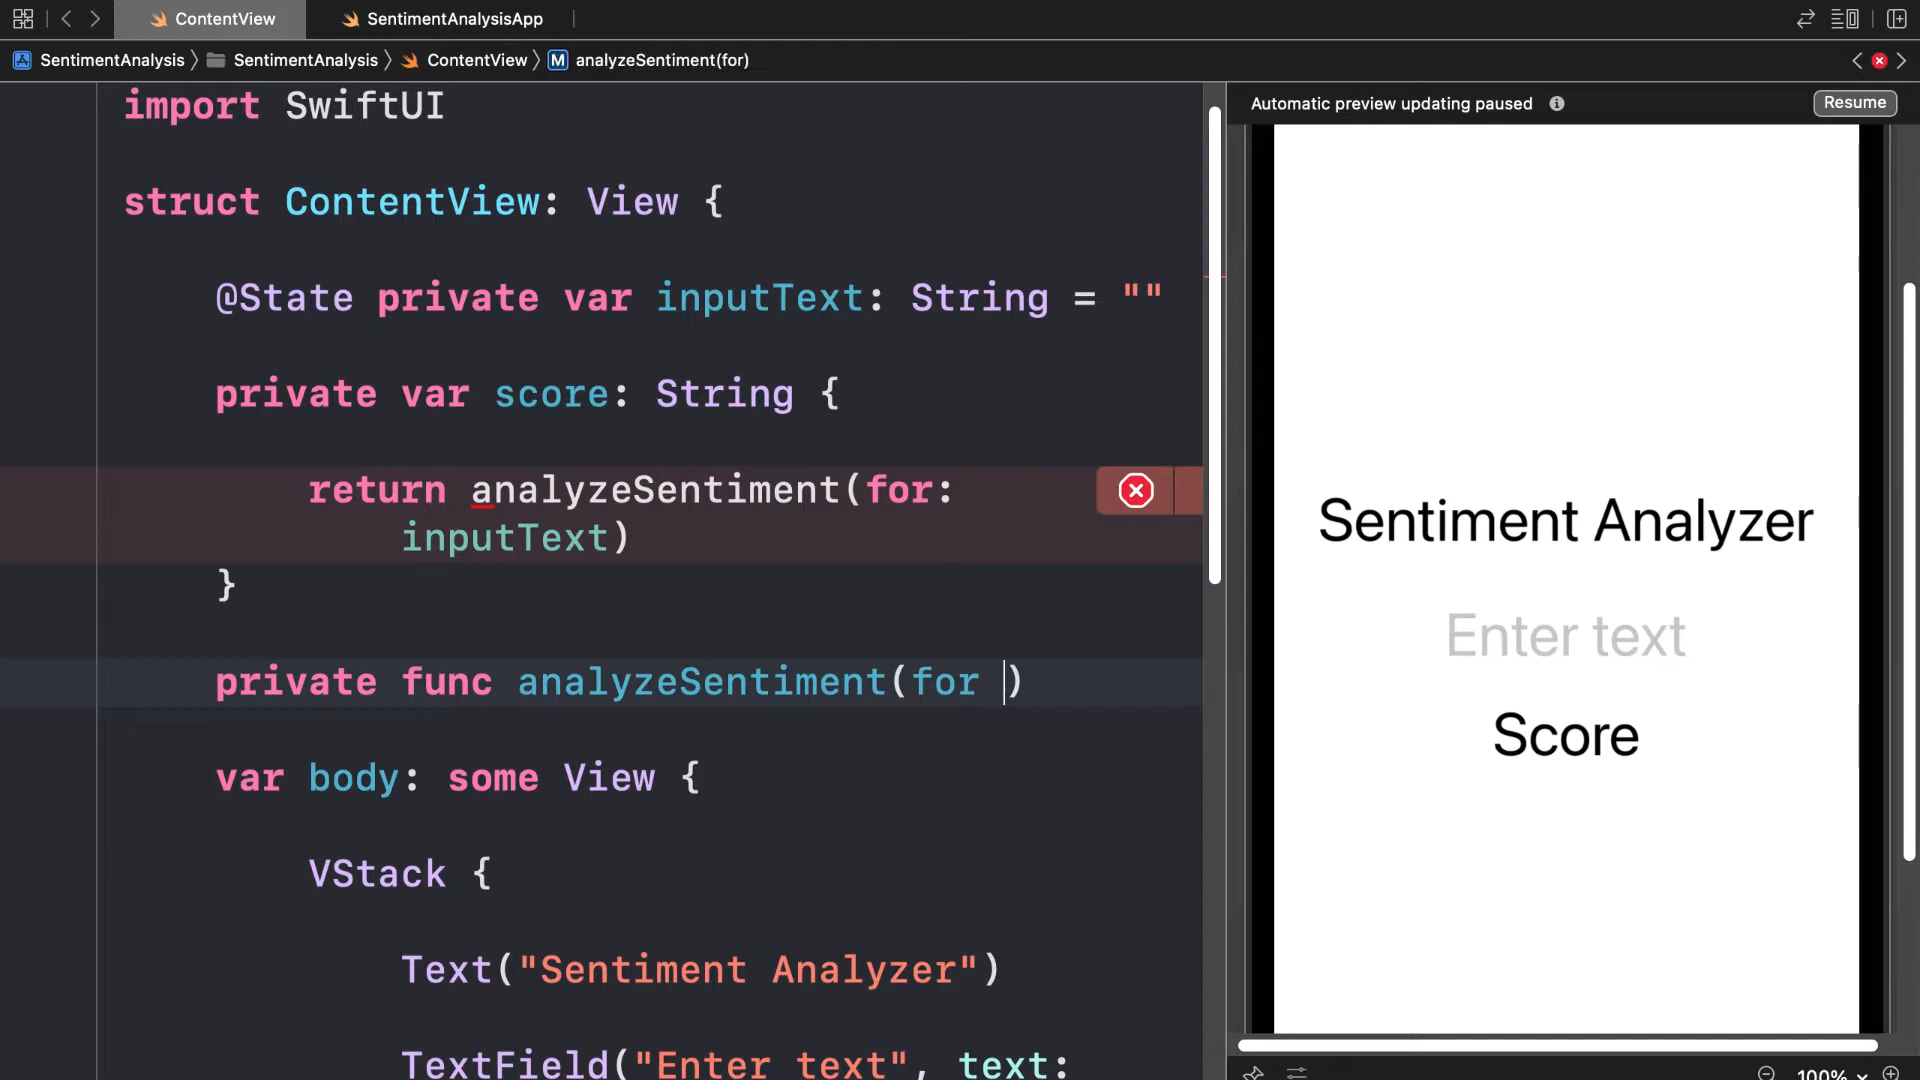 ContentView
SentimentAnalysisApp
SentimentAnalysis
SentimentAnalysis
ContentView
M
analyzeSentiment(for)
import SwiftUI
struct ContentView: View {
@State private var inputText: String = ""
private var score: String {
return analyzeSentiment(for:
inputText)
}
private func analyzeSentiment(for )
var body: some View {
VStack {
Text("Sentiment Analyzer")
TextField("Enter text", text:
Automatic preview updating paused
Resume
Sentiment Analyzer
Enter text
Score
100%